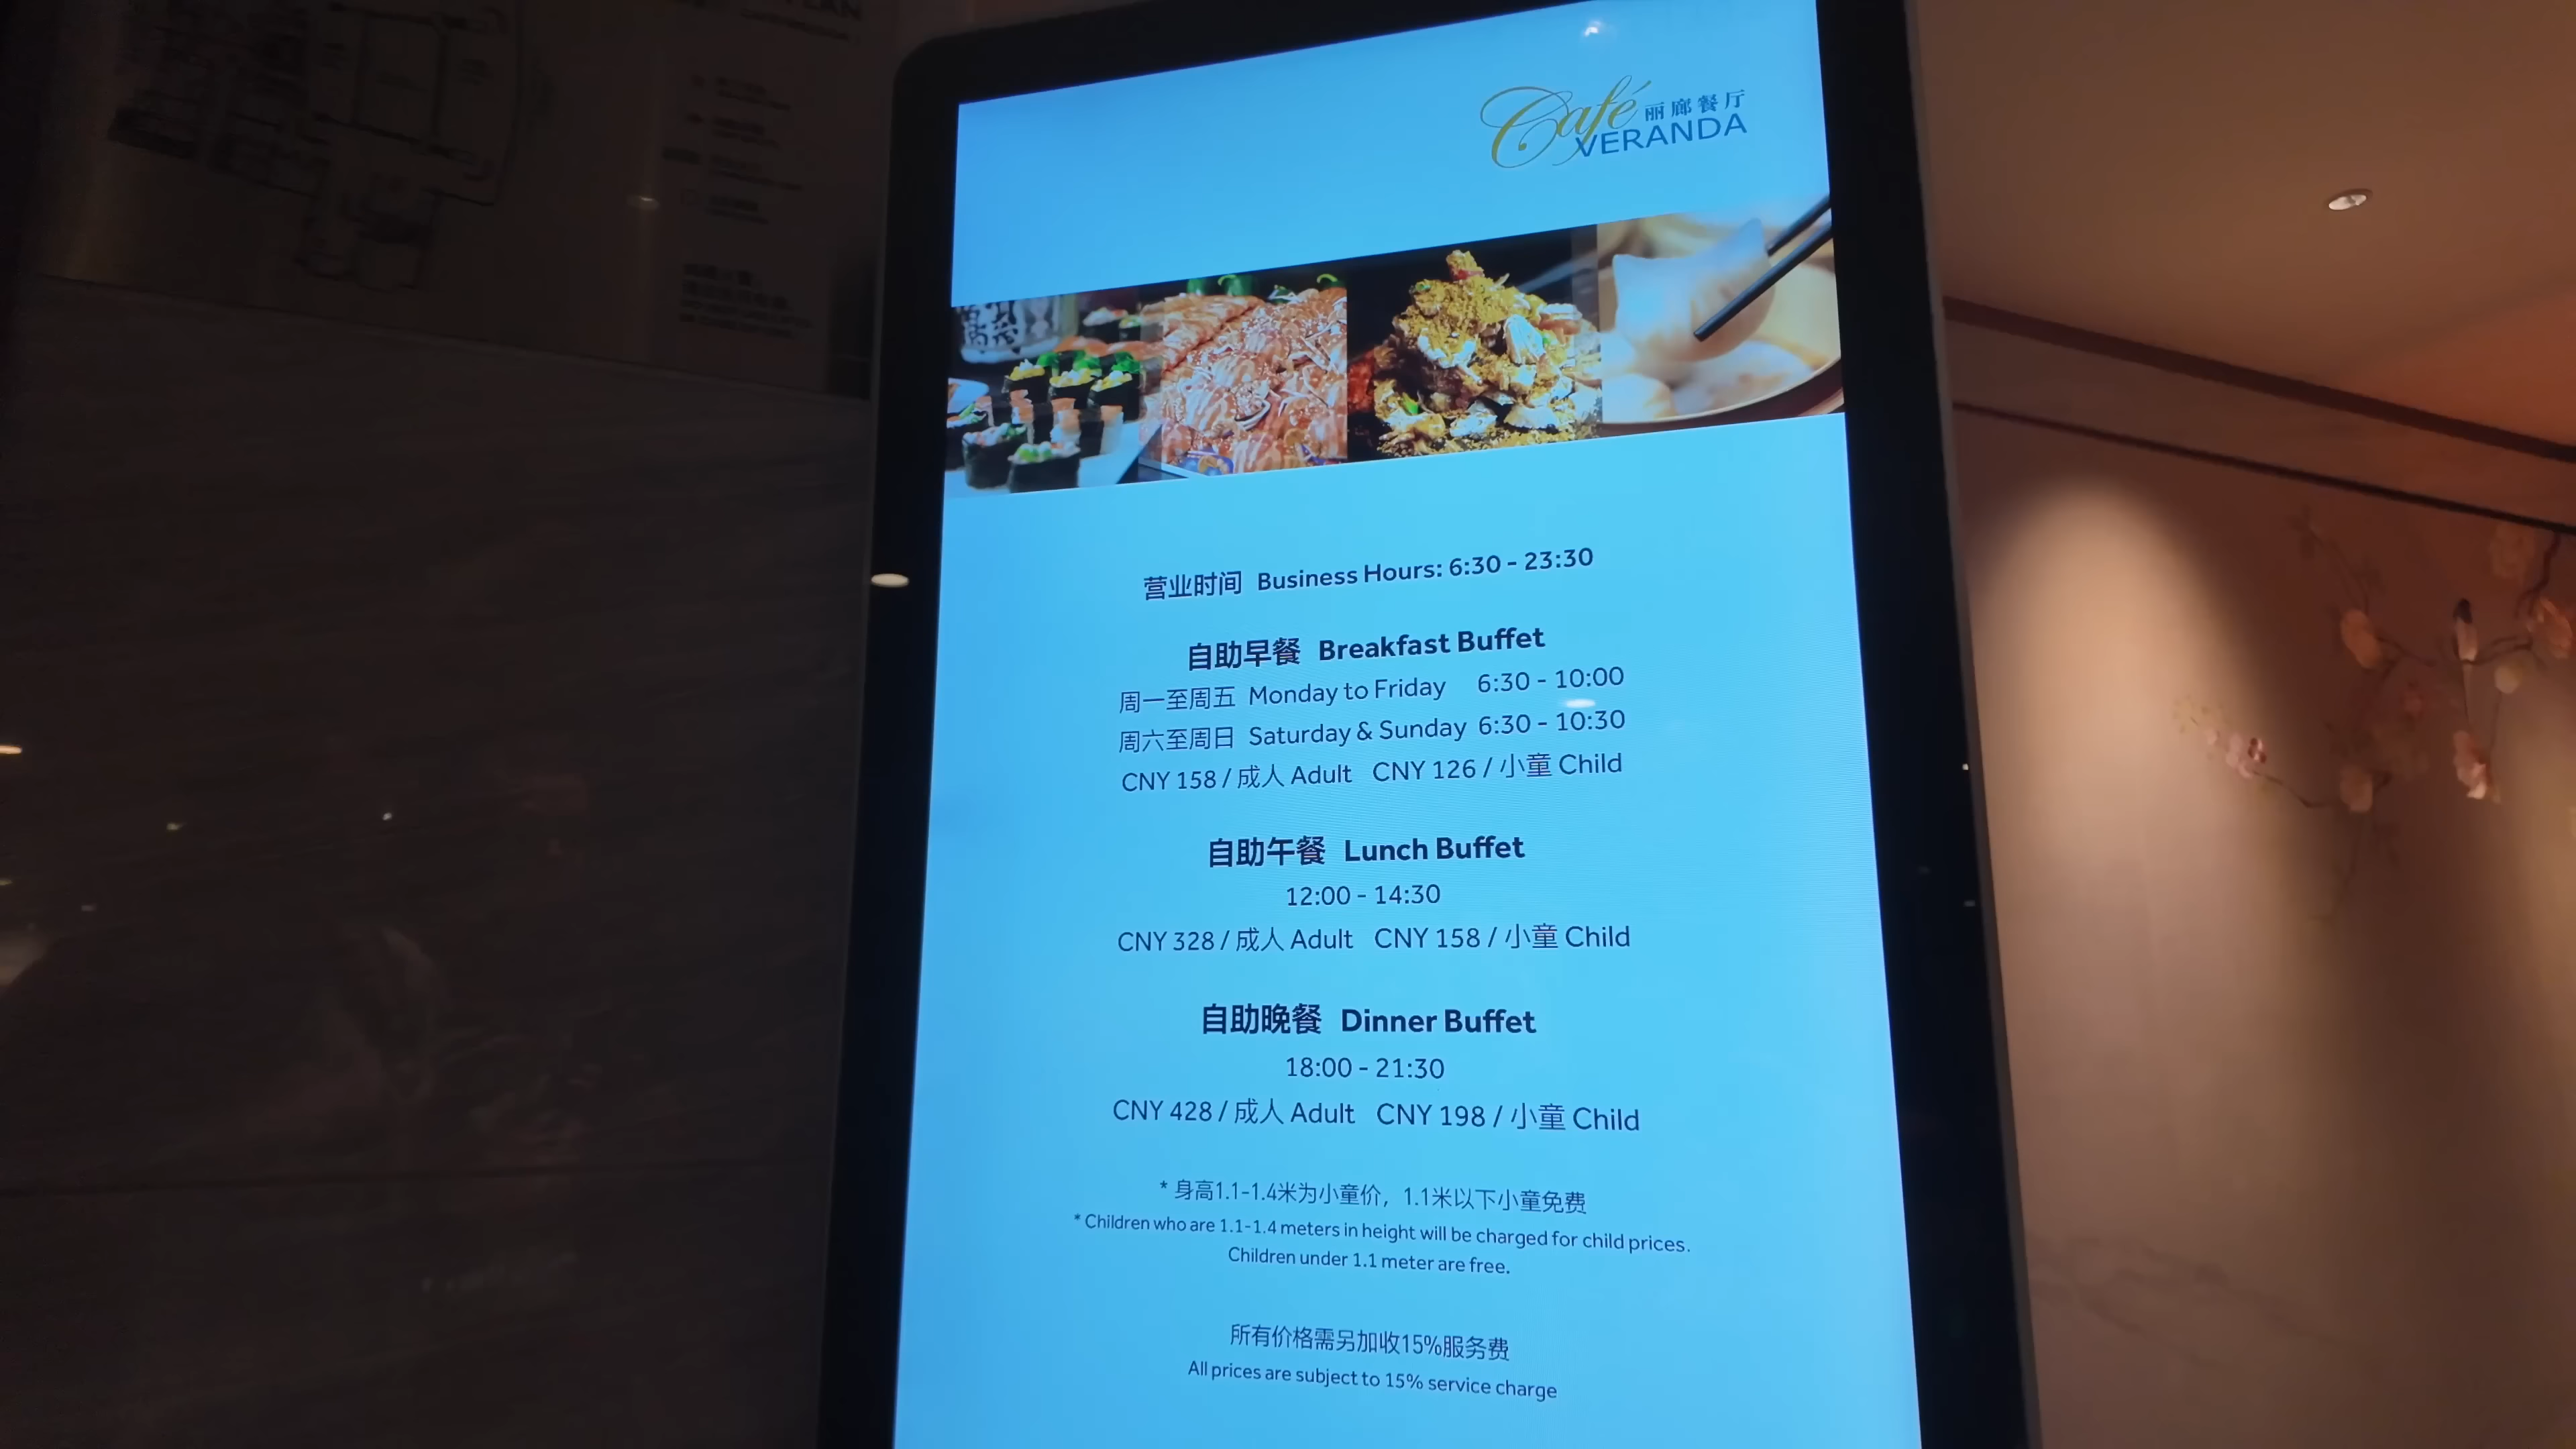 Café 丽廊餐厅
VERANDA
营业时间 Business Hours: 6:30 - 23:30
自助早餐 Breakfast Buffet
周一至周五 Monday to Friday 6:30 - 10:00
周六至周日 Saturday & Sunday 6:30 - 10:30
CNY 158 / 成人 Adult CNY 126 / 小童 Child
自助午餐 Lunch Buffet
12:00 - 14:30
CNY 328 / 成人 Adult CNY 158 / 小童 Child
自助晚餐 Dinner Buffet
18:00 - 21:30
CNY 428 / 成人 Adult CNY 198 / 小童 Child
* 身高1.1-1.4米为小童价，1.1米以下小童免费
* Children who are 1.1-1.4 meters in height will be charged for child prices.
Children under 1.1 meter are free.
所有价格需另加收15%服务费
All prices are subject to 15% service charge